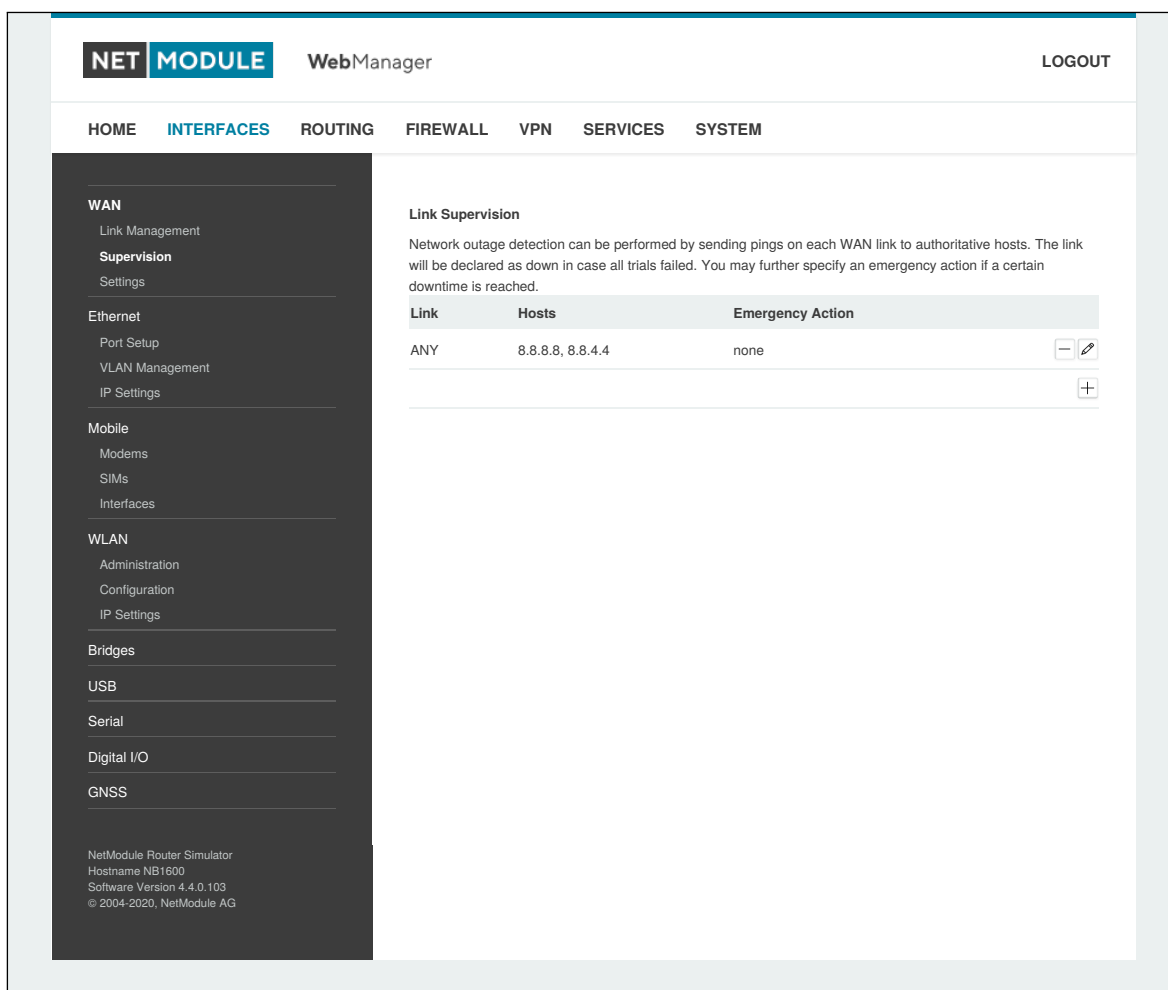 NET MODULE WebManager LOGOUT
HOME INTERFACES ROUTING FIREWALL VPN SERVICES SYSTEM
WAN
Link Management
Supervision
Settings
Ethernet
Port Setup
VLAN Management
IP Settings
Mobile
Modems
SIMs
Interfaces
WLAN
Administration
Configuration
IP Settings
Bridges
USB
Serial
Digital I/O
GNSS
NetModule Router Simulator
Hostname NB1600
Software Version 4.4.0.103
© 2004-2020, NetModule AG
Link Supervision
Network outage detection can be performed by sending pings on each WAN link to authoritative hosts. The link
will be declared as down in case all trials failed. You may further specify an emergency action if a certain
downtime is reached.
Link Hosts Emergency Action
ANY 8.8.8.8, 8.8.4.4 none